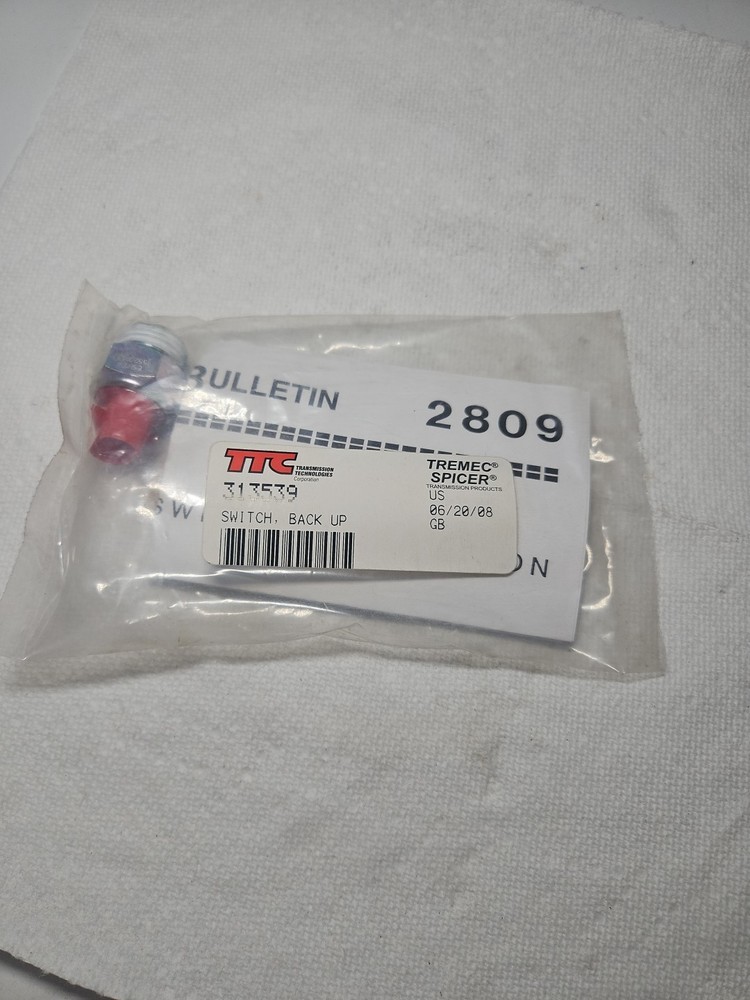 BULLETIN 2809
TTC TRANSMISSION TECHNOLOGIES Corporation
TREMEC® SPICER®
TRANSMISSION PRODUCTS
313539
US
SWITCH, BACK UP
06/20/08
GB
SW
ON